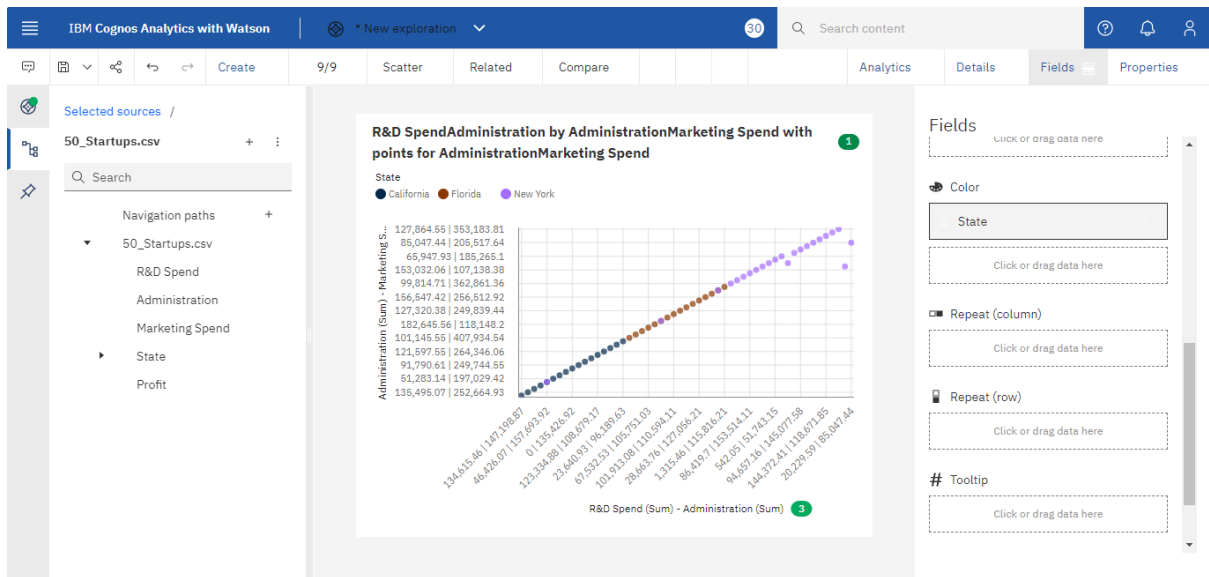 IBM Cognos Analytics with Watson
* New exploration
30
Search content
Create
9/9
Scatter
Related
Compare
Analytics
Details
Fields
Properties
Selected sources /
50_Startups.csv
Search
Navigation paths
50_Startups.csv
R&D Spend
Administration
Marketing Spend
State
Profit
R&D SpendAdministration by AdministrationMarketing Spend with
points for AdministrationMarketing Spend
1
State
California
Florida
New York
Administration (Sum) - Marketing S...
127,864.55 | 353,183.81
85,047.44 | 205,517.64
65,947.93 | 185,265.1
153,032.06 | 107,138.38
99,814.71 | 362,861.36
156,547.42 | 256,512.92
127,320.38 | 249,839.44
182,645.56 | 118,148.2
101,145.55 | 407,934.54
121,597.55 | 264,346.06
91,790.61 | 249,744.55
51,283.14 | 197,029.42
135,495.07 | 252,664.93
134,615.46 | 147,198.87
46,426.07 | 157,693.92
0 | 135,426.92
123,334.88 | 108,679.17
23,640.93 | 96,189.63
67,532.53 | 105,751.03
101,913.08 | 110,594.11
28,663.76 | 127,056.21
1,315.46 | 115,816.21
86,419.7 | 153,514.11
542.05 | 51,743.15
94,657.16 | 145,077.58
144,372.41 | 118,671.85
20,229.59 | 85,047.44
R&D Spend (Sum) - Administration (Sum)
3
Fields
Click or drag data here
Color
State
Click or drag data here
Repeat (column)
Click or drag data here
Repeat (row)
Click or drag data here
Tooltip
Click or drag data here